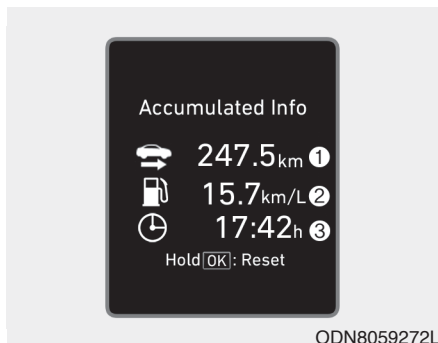 Accumulated Info
247.5km ①
15.7km/L ②
17:42h ③
Hold OK : Reset
ODN8059272L